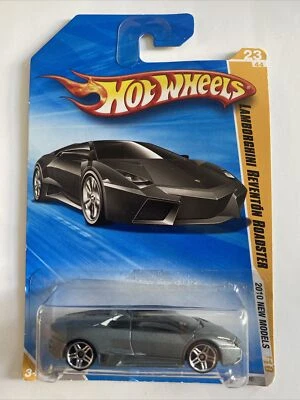 HOT WHEELS
23
44
LAMBORGHINI REVENTÓN ROADSTER
2010 NEW MODELS
3+